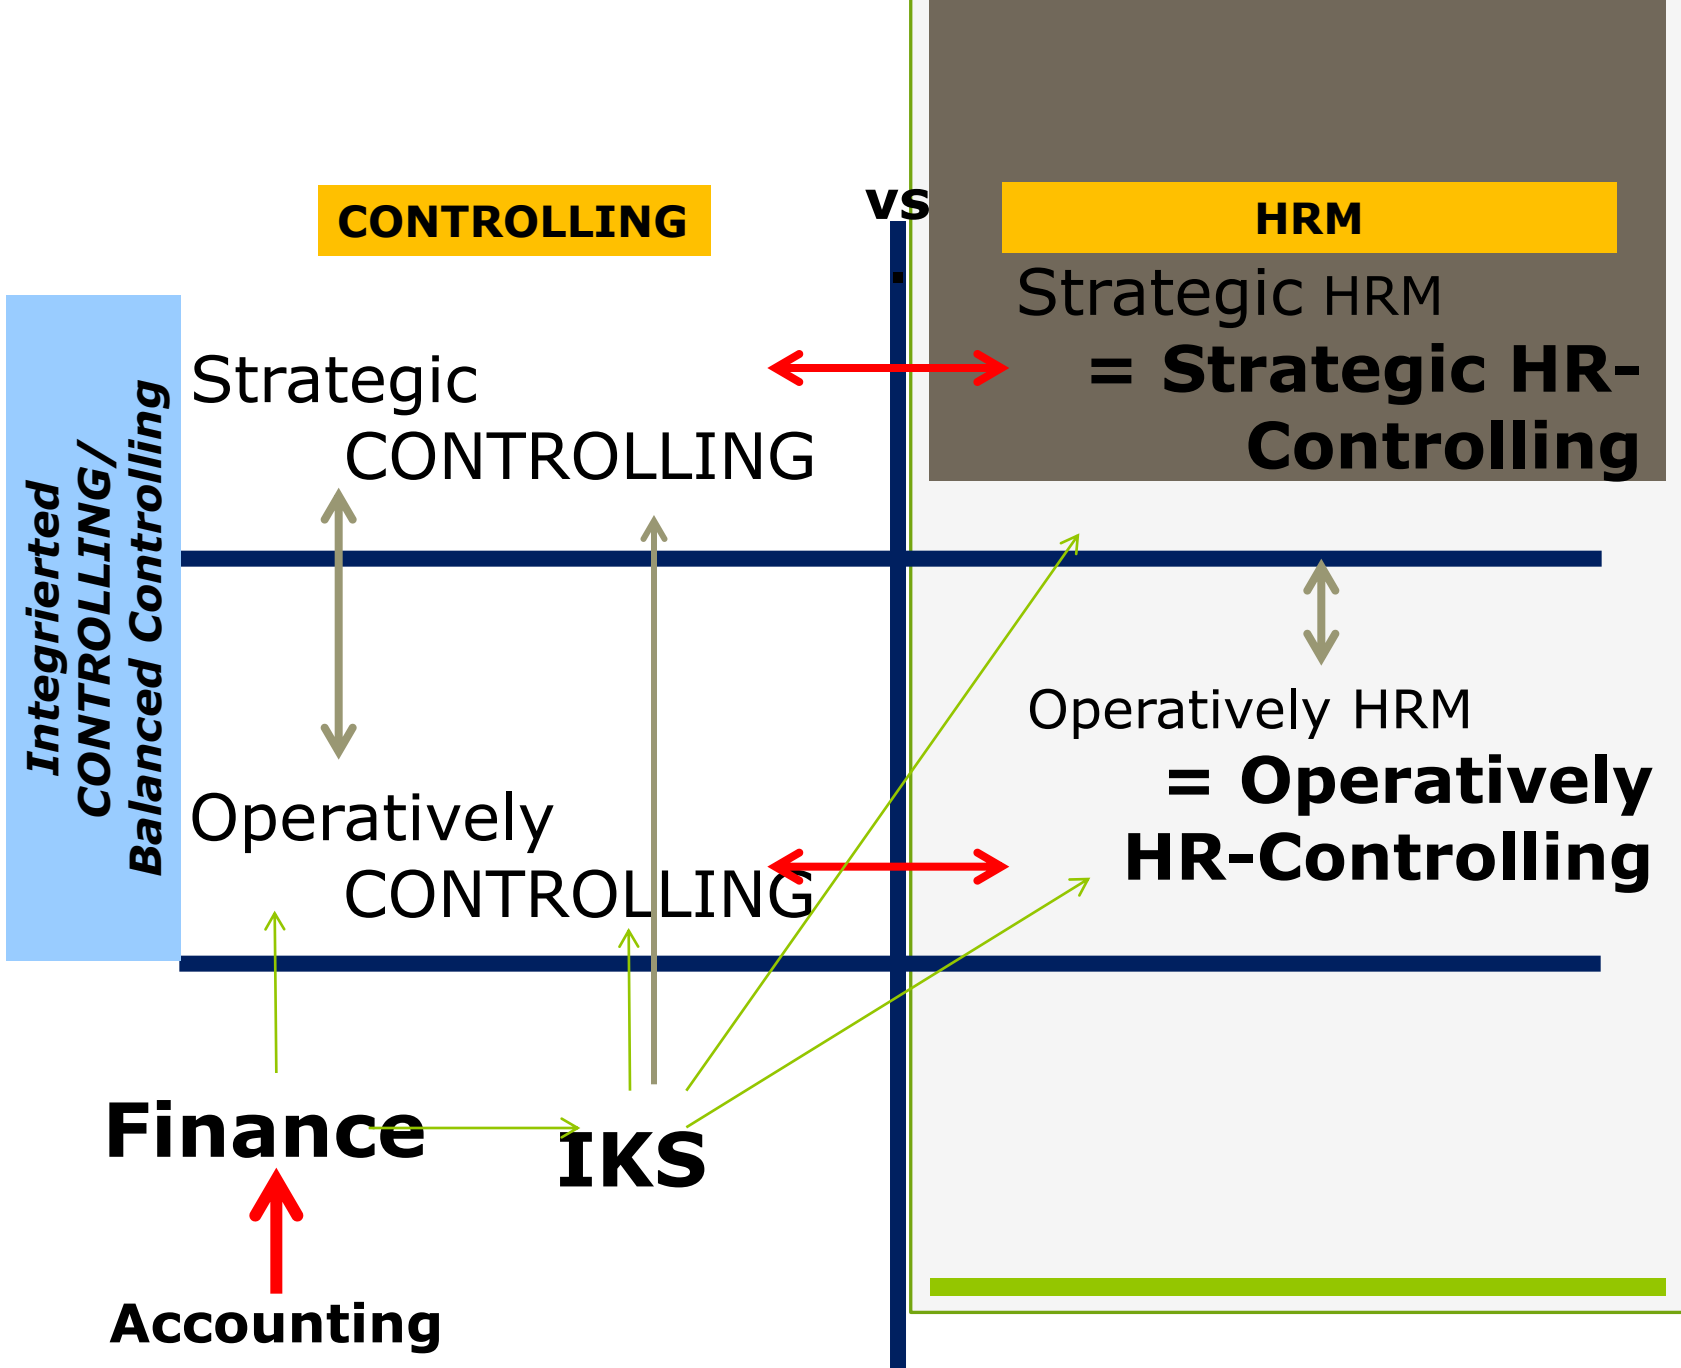 CONTROLLING
vs
.
HRM
Integrierted
CONTROLLING/
Balanced Controlling
Strategic
CONTROLLING
Strategic HRM
= Strategic HR-
Controlling
Operatively
CONTROLLING
Operatively HRM
= Operatively
HR-Controlling
Finance
IKS
Accounting